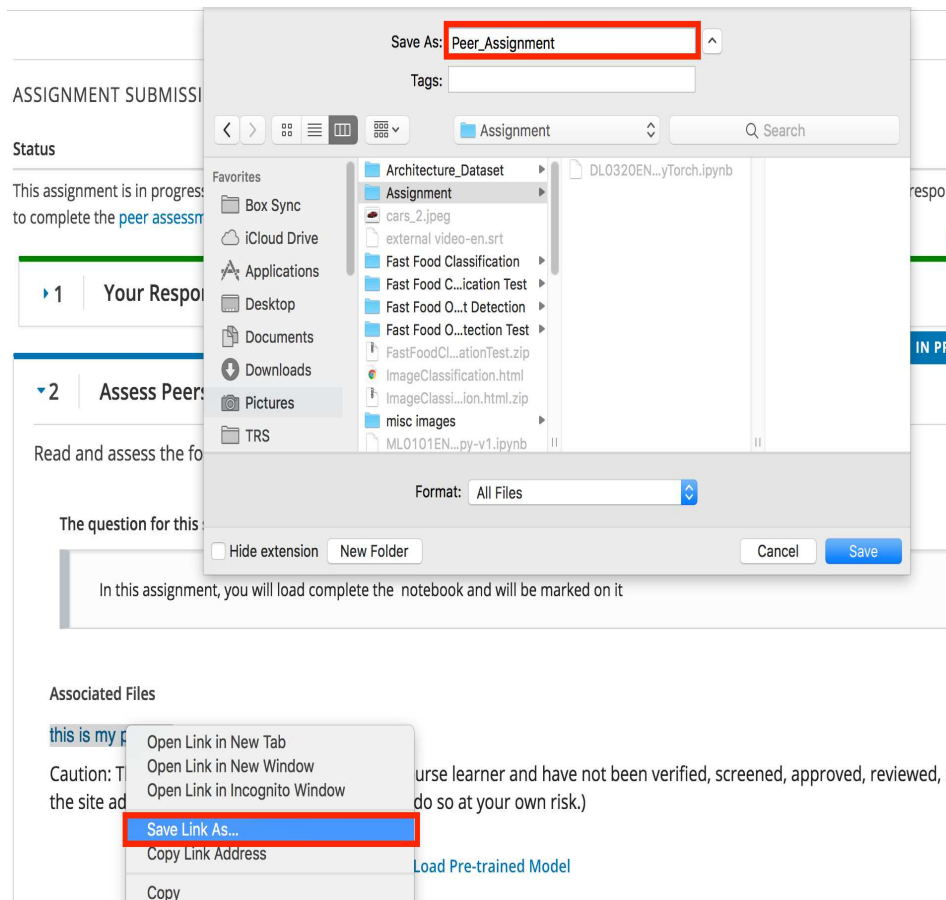 Save As: Peer_Assignment
Tags:
Assignment
Search
Favorites
Box Sync
iCloud Drive
Applications
Desktop
Documents
Downloads
Pictures
TRS
Architecture_Dataset
Assignment
cars_2.jpeg
external video-en.srt
Fast Food Classification
Fast Food C...ication Test
Fast Food O...t Detection
Fast Food O...tection Test
FastFoodCl...ationTest.zip
ImageClassification.html
ImageClassi...ion.html.zip
misc images
ML0101EN...py-v1.ipynb
DL0320EN...yTorch.ipynb
Format: All Files
Hide extension
New Folder
Cancel
Save
ASSIGNMENT SUBMISSI
Status
This assignment is in progres
respo
to complete the peer assessm
1 Your Respo
IN PR
2 Assess Peers
Read and assess the fo
The question for this
In this assignment, you will load complete the notebook and will be marked on it
Associated Files
this is my p
Caution: T
urse learner and have not been verified, screened, approved, reviewed,
the site ad
do so at your own risk.)
Open Link in New Tab
Open Link in New Window
Open Link in Incognito Window
Save Link As...
Copy Link Address
Copy
Load Pre-trained Model